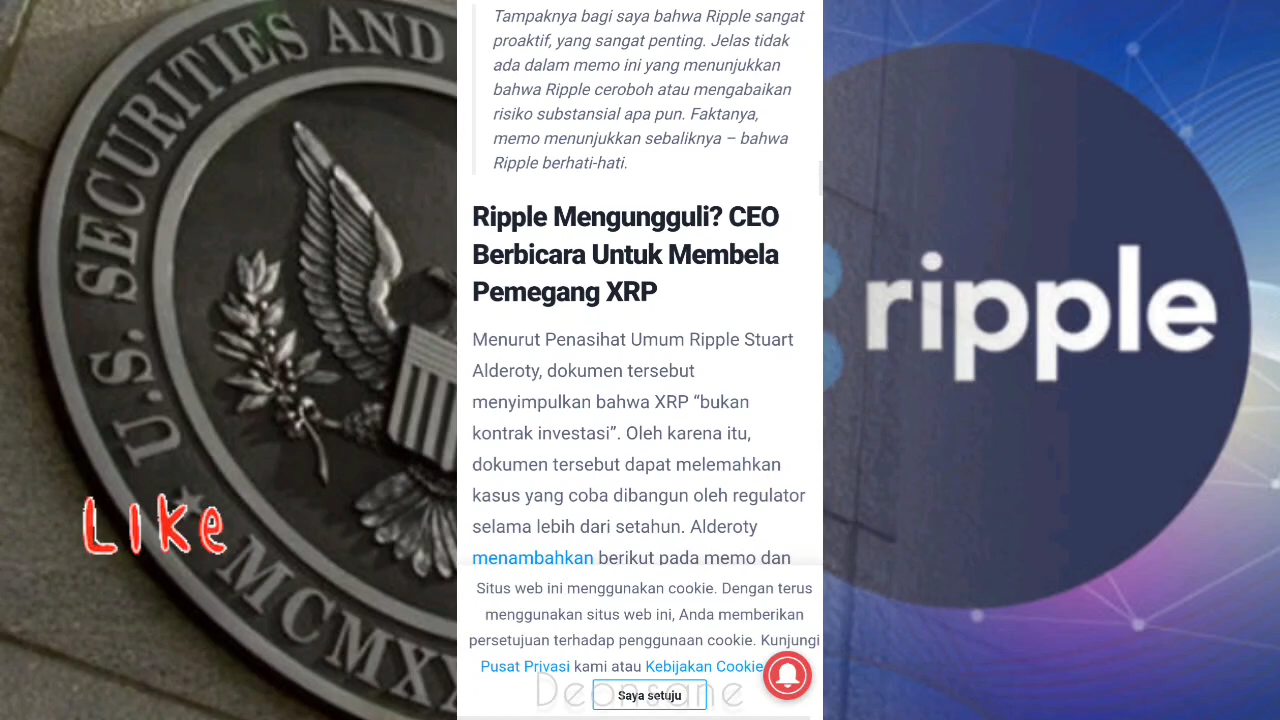 U.S. SECURITIES AND
MCMXX
LIKe
Tampaknya bagi saya bahwa Ripple sangat
proaktif, yang sangat penting. Jelas tidak
ada dalam memo ini yang menunjukkan
bahwa Ripple ceroboh atau mengabaikan
risiko substansial apa pun. Faktanya,
memo menunjukkan sebaliknya – bahwa
Ripple berhati-hati.
Ripple Mengungguli? CEO
Berbicara Untuk Membela
Pemegang XRP
Menurut Penasihat Umum Ripple Stuart
Alderoty, dokumen tersebut
menyimpulkan bahwa XRP “bukan
kontrak investasi”. Oleh karena itu,
dokumen tersebut dapat melemahkan
kasus yang coba dibangun oleh regulator
selama lebih dari setahun. Alderoty
menambahkan berikut pada memo dan
Situs web ini menggunakan cookie. Dengan terus
menggunakan situs web ini, Anda memberikan
persetujuan terhadap penggunaan cookie. Kunjungi
Pusat Privasi kami atau Kebijakan Cookie
Deonsane
Saya setuju
ripple